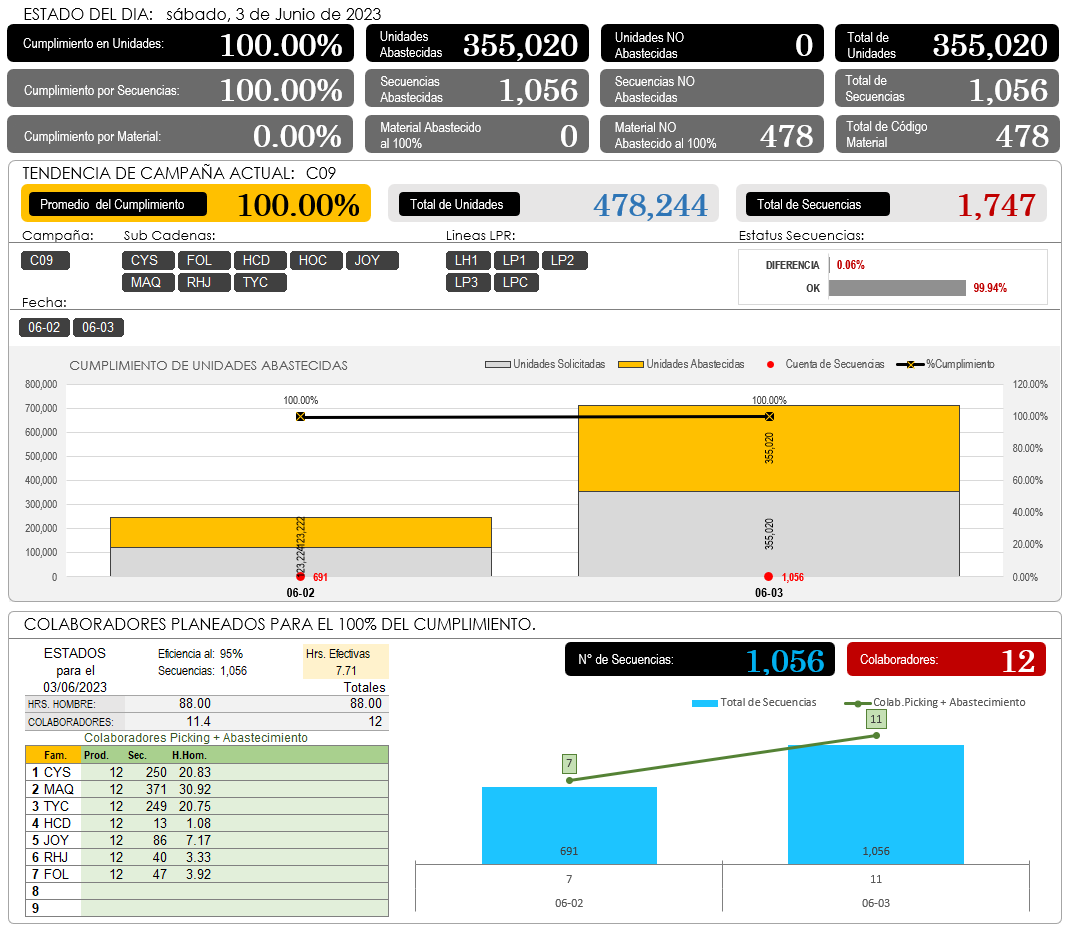 ESTADO DEL DIA: sábado, 3 de Junio de 2023
Cumplimiento en Unidades: 100.00%
Unidades Abastecidas 355,020
Unidades NO Abastecidas 0
Total de Unidades 355,020
Cumplimiento por Secuencias: 100.00%
Secuencias Abastecidas 1,056
Secuencias NO Abastecidas
Total de Secuencias 1,056
Cumplimiento por Material: 0.00%
Material Abastecido al 100% 0
Material NO Abastecido al 100% 478
Total de Código Material 478
TENDENCIA DE CAMPAÑA ACTUAL: C09
Promedio del Cumplimiento 100.00%
Total de Unidades 478,244
Total de Secuencias 1,747
Campaña: Sub Cadenas: Lineas LPR: Estatus Secuencias:
C09 CYS FOL HCD HOC JOY LH1 LP1 LP2
MAQ RHJ TYC LP3 LPC
DIFERENCIA 0.06%
OK 99.94%
Fecha:
06-02 06-03
CUMPLIMIENTO DE UNIDADES ABASTECIDAS
Unidades Solicitadas Unidades Abastecidas Cuenta de Secuencias %Cumplimiento
800,000 120.00%
700,000 100.00%
600,000 80.00%
500,000 60.00%
400,000 40.00%
300,000 20.00%
200,000 0.00%
100,000
0
100.00% 100.00%
123,222 355,020
123,224 355,020
691 1,056
06-02 06-03
COLABORADORES PLANEADOS PARA EL 100% DEL CUMPLIMIENTO.
ESTADOS para el 03/06/2023
Eficiencia al: 95%
Secuencias: 1,056
Hrs. Efectivas
7.71
Totales
HRS. HOMBRE: 88.00 88.00
COLABORADORES: 11.4 12
Colaboradores Picking + Abastecimiento
Fam. Prod. Sec. H.Hom.
1 CYS 12 250 20.83
2 MAQ 12 371 30.92
3 TYC 12 249 20.75
4 HCD 12 13 1.08
5 JOY 12 86 7.17
6 RHJ 12 40 3.33
7 FOL 12 47 3.92
8
9
N° de Secuencias: 1,056
Colaboradores: 12
Total de Secuencias Colab.Picking + Abastecimiento
7 11
691 1,056
7 11
06-02 06-03